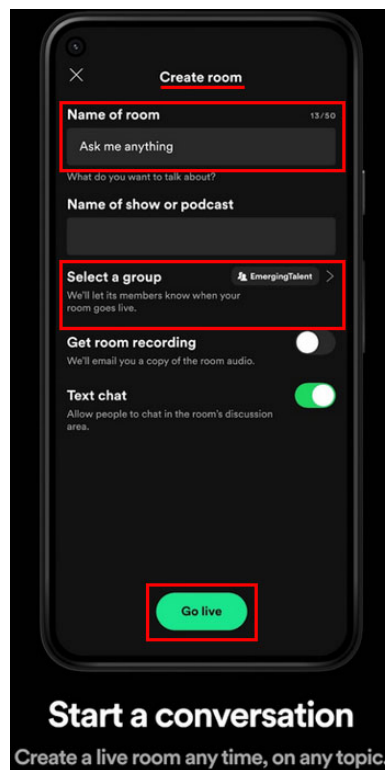 Create room
Name of room 13/50
Ask me anything
What do you want to talk about?
Name of show or podcast
Select a group EmergingTalent
We'll let its members know when your
room goes live.
Get room recording
We'll email you a copy of the room audio.
Text chat
Allow people to chat in the room's discussion
area.
Go live
Start a conversation
Create a live room any time, on any topic.